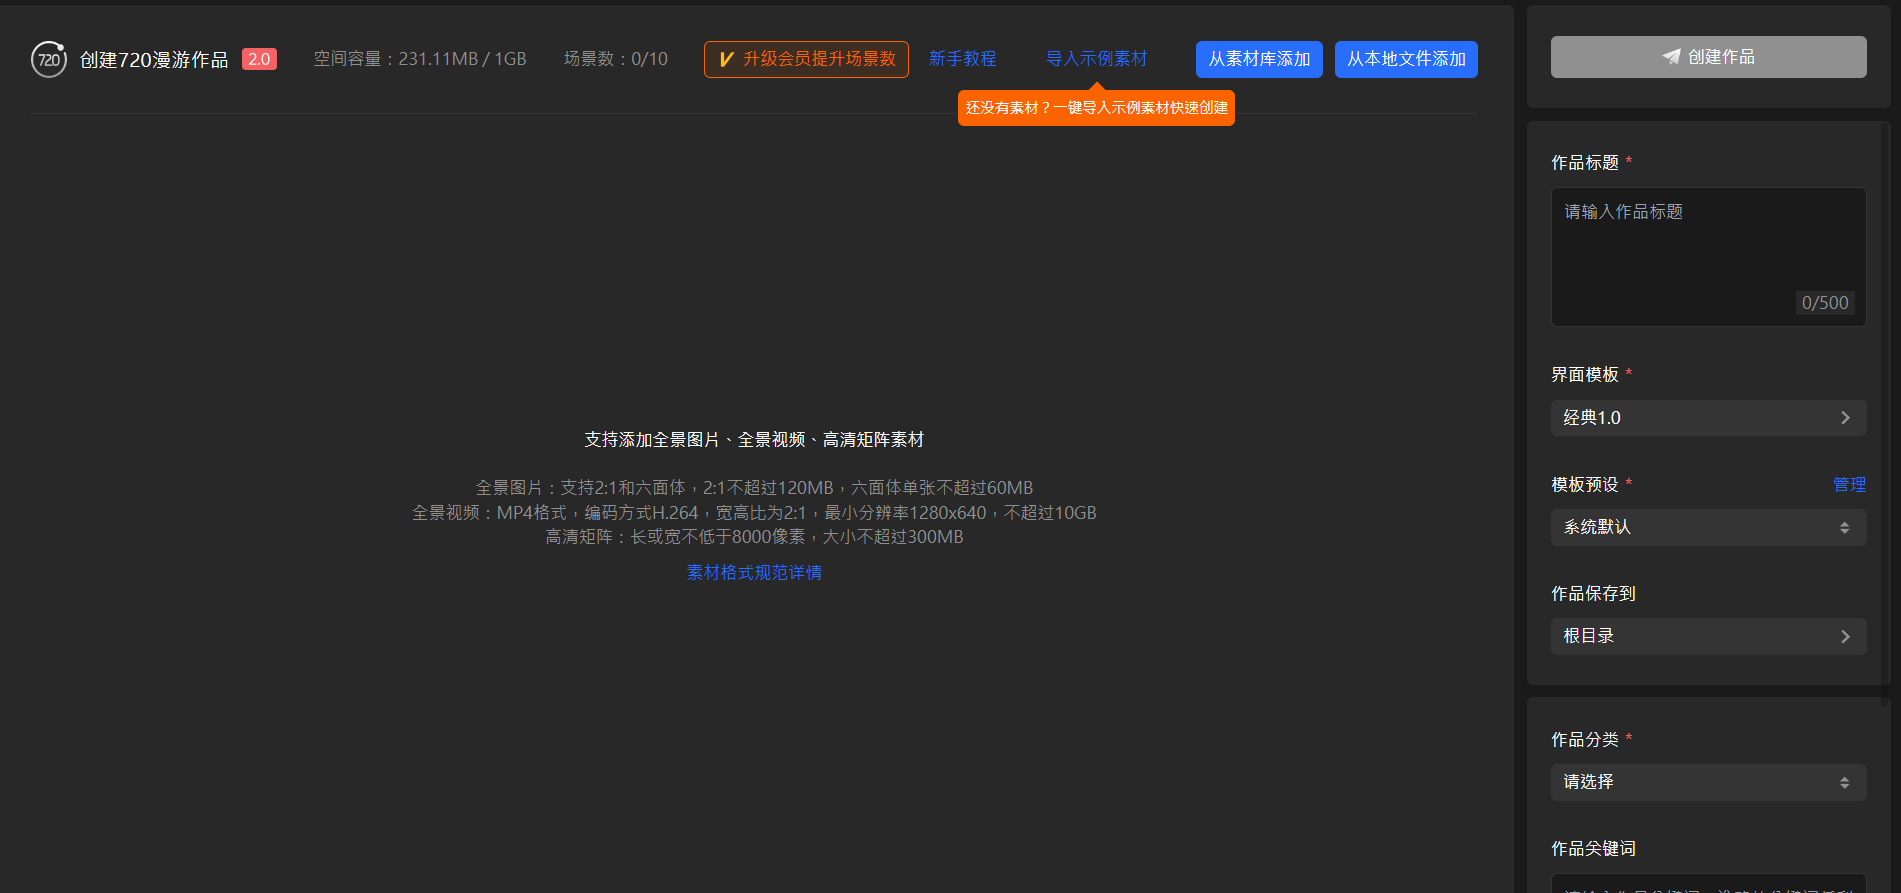 720 创建720漫游作品 2.0 空间容量：231.11MB / 1GB 场景数：0/10 升级会员提升场景数 新手教程 导入示例素材 从素材库添加 从本地文件添加
还没有素材？一键导入示例素材快速创建
支持添加全景图片、全景视频、高清矩阵素材
全景图片：支持2:1和六面体，2:1不超过120MB，六面体单张不超过60MB
全景视频：MP4格式，编码方式H.264，宽高比为2:1，最小分辨率1280x640，不超过10GB
高清矩阵：长或宽不低于8000像素，大小不超过300MB
素材格式规范详情
创建作品
作品标题 *
请输入作品标题
0/500
界面模板 *
经典1.0
模板预设 * 管理
系统默认
作品保存到
根目录
作品分类 *
请选择
作品关键词